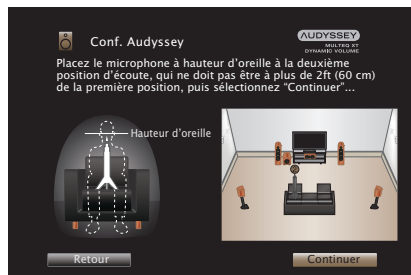 Conf. Audyssey
AUDYSSEY
MULTEQ XT
DYNAMIC VOLUME
Placez le microphone à hauteur d'oreille à la deuxième
position d'écoute, qui ne doit pas être à plus de 2ft (60 cm)
de la première position, puis sélectionnez “Continuer”...
Hauteur d'oreille
Retour
Continuer